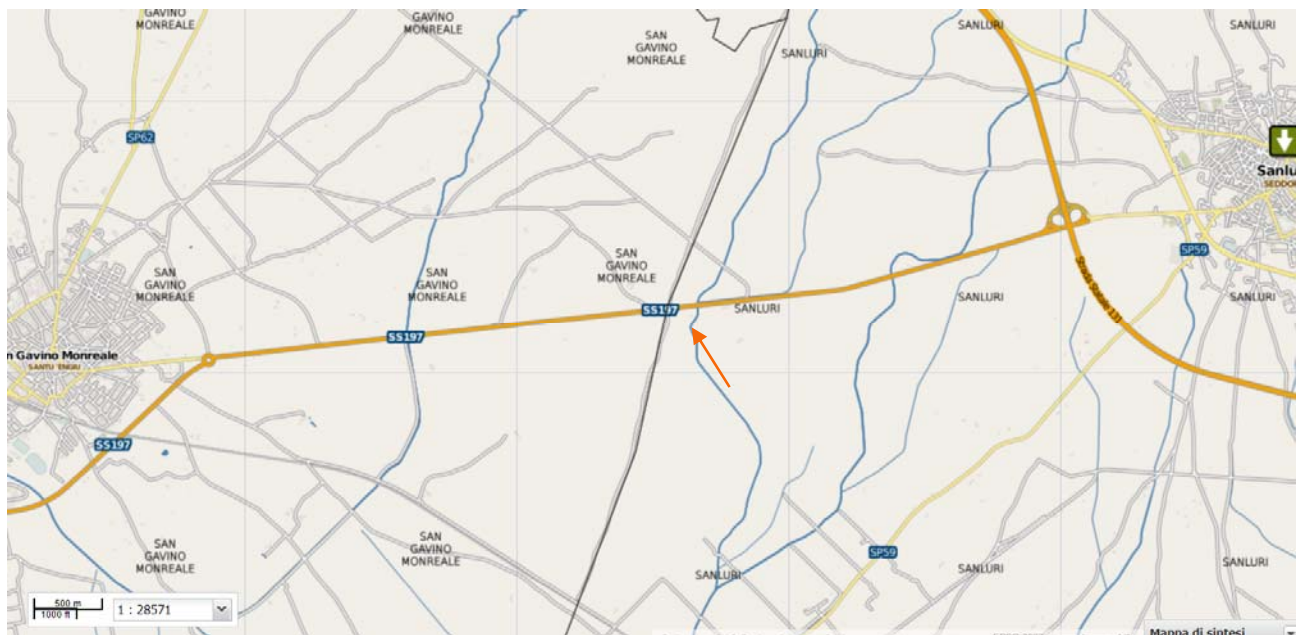 GAVINO
MONREALE
SAN
GAVINO
MONREALE
SAN
GAVINO
MONREALE
SANLURI
SANLURI
SANLURI
SP62
Sanlu
SEDDOR
SAN
GAVINO
MONREALE
SAN
GAVINO
MONREALE
SAN
GAVINO
MONREALE
SP59
Strada Statale 131
SANLURI
SANLURI
SANLURI
SS197
SS197
n Gavino Monreale
SANTU ENGIU
SS197
SAN
GAVINO
MONREALE
SAN
GAVINO
MONREALE
SP59
SANLURI
SANLURI
SANLURI
500 m
1000 ft
1 : 28571
Mappa di sintesi